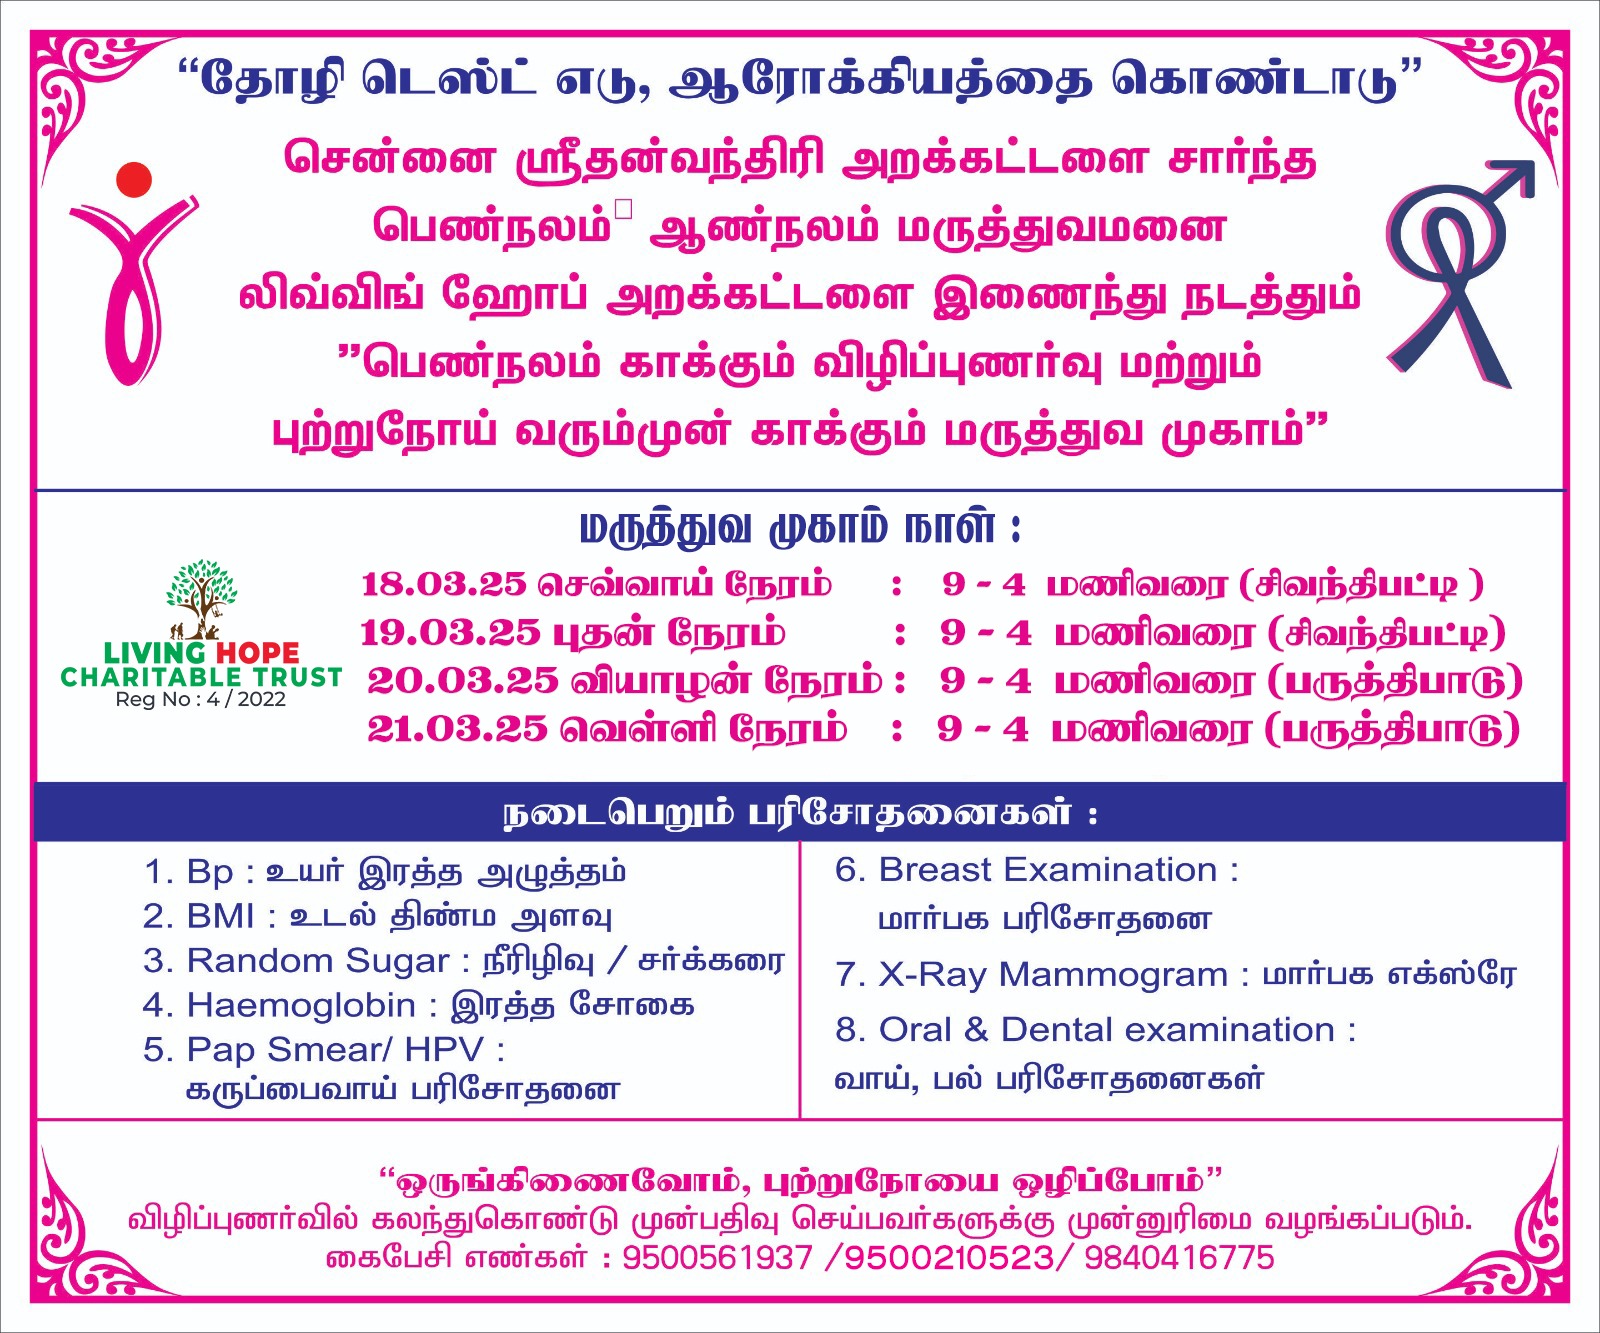 “தோழி டெஸ்ட் எடு, ஆரோக்கியத்தை கொண்டாடு”
சென்னை ஸ்ரீதன்வந்திரி அறக்கட்டளை சார்ந்த
பெண்நலம் ஆண்நலம் மருத்துவமனை
லிவ்விங் ஹோப் அறக்கட்டளை இணைந்து நடத்தும்
”பெண்நலம் காக்கும் விழிப்புணர்வு மற்றும்
புற்றுநோய் வரும்முன் காக்கும் மருத்துவ முகாம்”
மருத்துவ முகாம் நாள் :
LIVING HOPE
CHARITABLE TRUST
Reg No : 4 / 2022
18.03.25 செவ்வாய் நேரம் : 9 - 4 மணிவரை (சிவந்திபட்டி )
19.03.25 புதன் நேரம் : 9 - 4 மணிவரை (சிவந்திபட்டி)
20.03.25 வியாழன் நேரம் : 9 - 4 மணிவரை (பருத்திபாடு)
21.03.25 வெள்ளி நேரம் : 9 - 4 மணிவரை (பருத்திபாடு)
நடைபெறும் பரிசோதனைகள் :
1. Bp : உயர் இரத்த அழுத்தம்
2. BMI : உடல் திண்ம அளவு
3. Random Sugar : நீரிழிவு / சர்க்கரை
4. Haemoglobin : இரத்த சோகை
5. Pap Smear/ HPV :
கருப்பைவாய் பரிசோதனை
6. Breast Examination :
மார்பக பரிசோதனை
7. X-Ray Mammogram : மார்பக எக்ஸ்ரே
8. Oral & Dental examination :
வாய், பல் பரிசோதனைகள்
“ஒருங்கிணைவோம், புற்றுநோயை ஒழிப்போம்”
விழிப்புணர்வில் கலந்துகொண்டு முன்பதிவு செய்பவர்களுக்கு முன்னுரிமை வழங்கப்படும்.
கைபேசி எண்கள் : 9500561937 /9500210523/ 9840416775